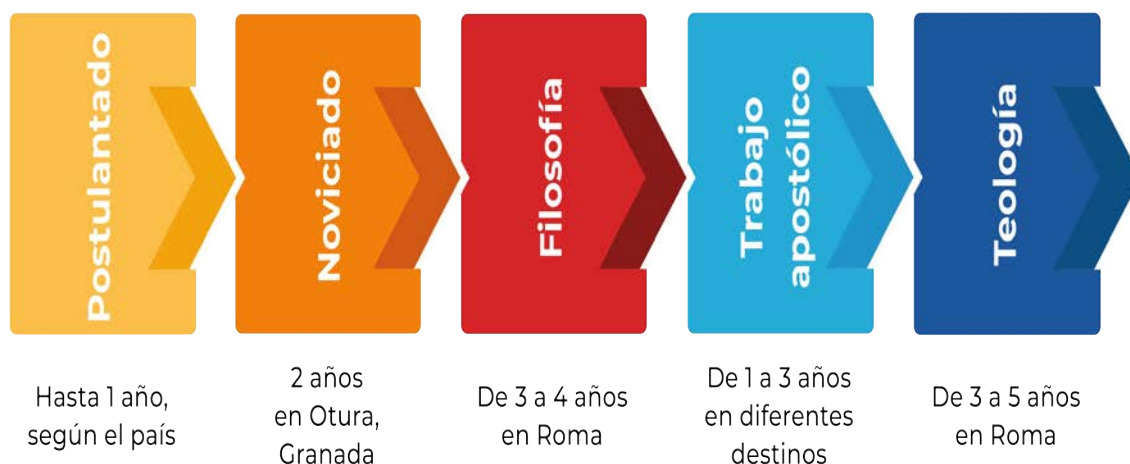 Postulantado
Hasta 1 año,
según el país
Noviciado
2 años
en Otura,
Granada
Filosofía
De 3 a 4 años
en Roma
Trabajo
apostólico
De 1 a 3 años
en diferentes
destinos
Teología
De 3 a 5 años
en Roma